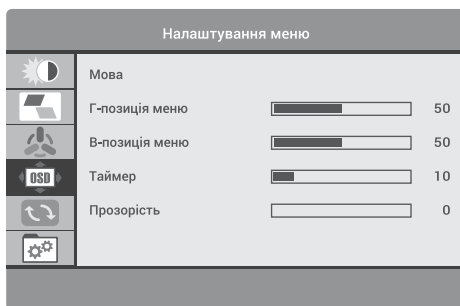 Налаштування меню
Мова
Г-позиція меню 50
В-позиція меню 50
OSD
Таймер 10
Прозорість 0